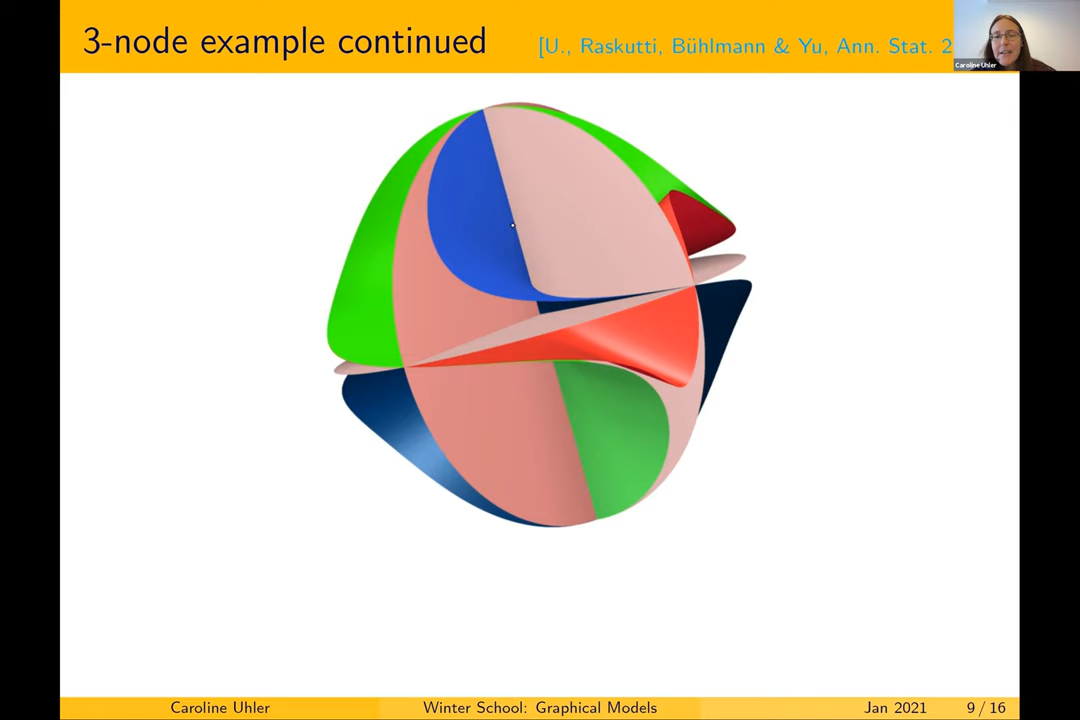 3-node example continued
[U., Raskutti, Bühlmann & Yu, Ann. Stat. 2
Caroline Uhler
Caroline Uhler Winter School: Graphical Models Jan 2021 9 / 16